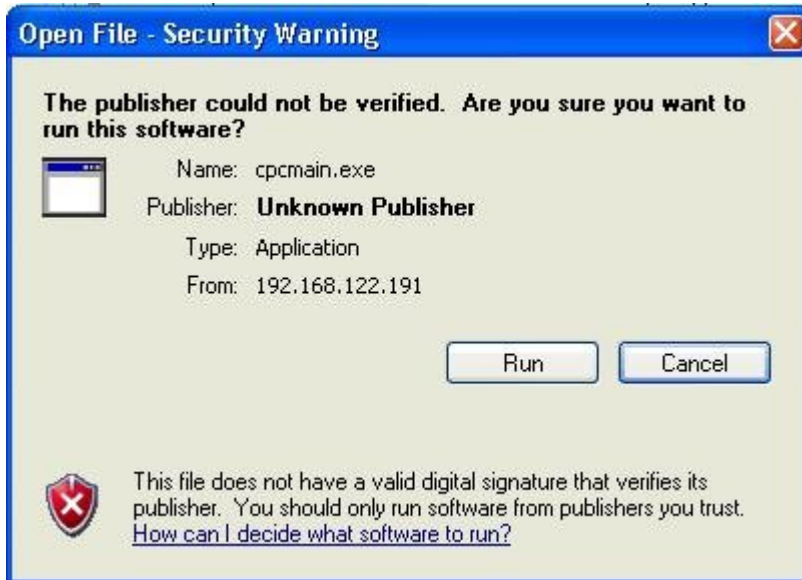 Open File - Security Warning
The publisher could not be verified.  Are you sure you want to
run this software?
Name: cpcmain.exe
Publisher: Unknown Publisher
Type: Application
From: 192.168.122.191
Run Cancel
This file does not have a valid digital signature that verifies its
publisher.  You should only run software from publishers you trust.
How can I decide what software to run?